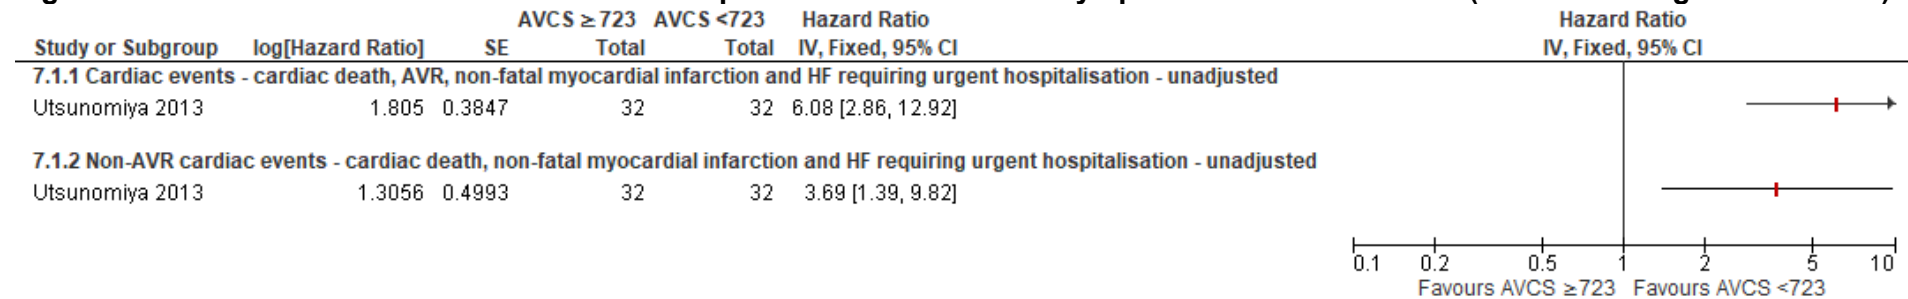 AVCS ≥723 AVCS <723 Hazard Ratio Hazard Ratio
Study or Subgroup log[Hazard Ratio] SE Total Total IV, Fixed, 95% CI IV, Fixed, 95% CI
7.1.1 Cardiac events - cardiac death, AVR, non-fatal myocardial infarction and HF requiring urgent hospitalisation - unadjusted
Utsunomiya 2013 1.805 0.3847 32 32 6.08 [2.86, 12.92]
7.1.2 Non-AVR cardiac events - cardiac death, non-fatal myocardial infarction and HF requiring urgent hospitalisation - unadjusted
Utsunomiya 2013 1.3056 0.4993 32 32 3.69 [1.39, 9.82]
0.1 0.2 0.5 1 2 5 10
Favours AVCS ≥723 Favours AVCS <723